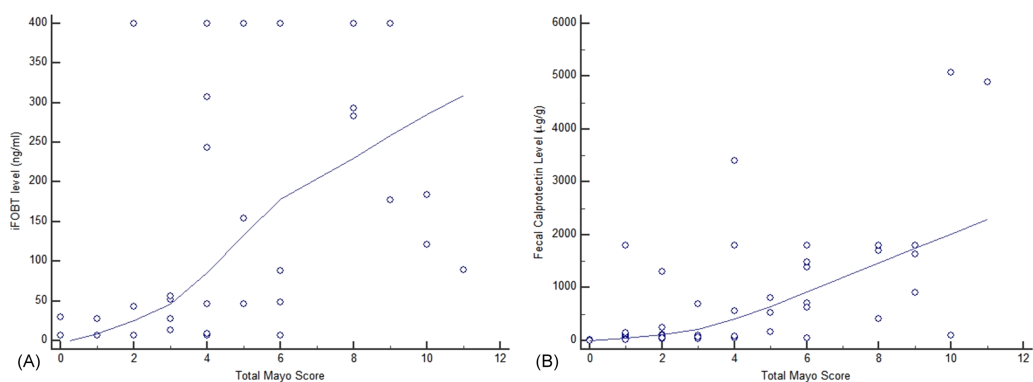 400
350
300
250
200
150
100
50
0
iFOBT level (ng/ml)
0 2 4 6 8 10 12
Total Mayo Score
(A)
6000
5000
4000
3000
2000
1000
0
Fecal Calprotectin Level (μg/g)
0 2 4 6 8 10 12
Total Mayo Score
(B)